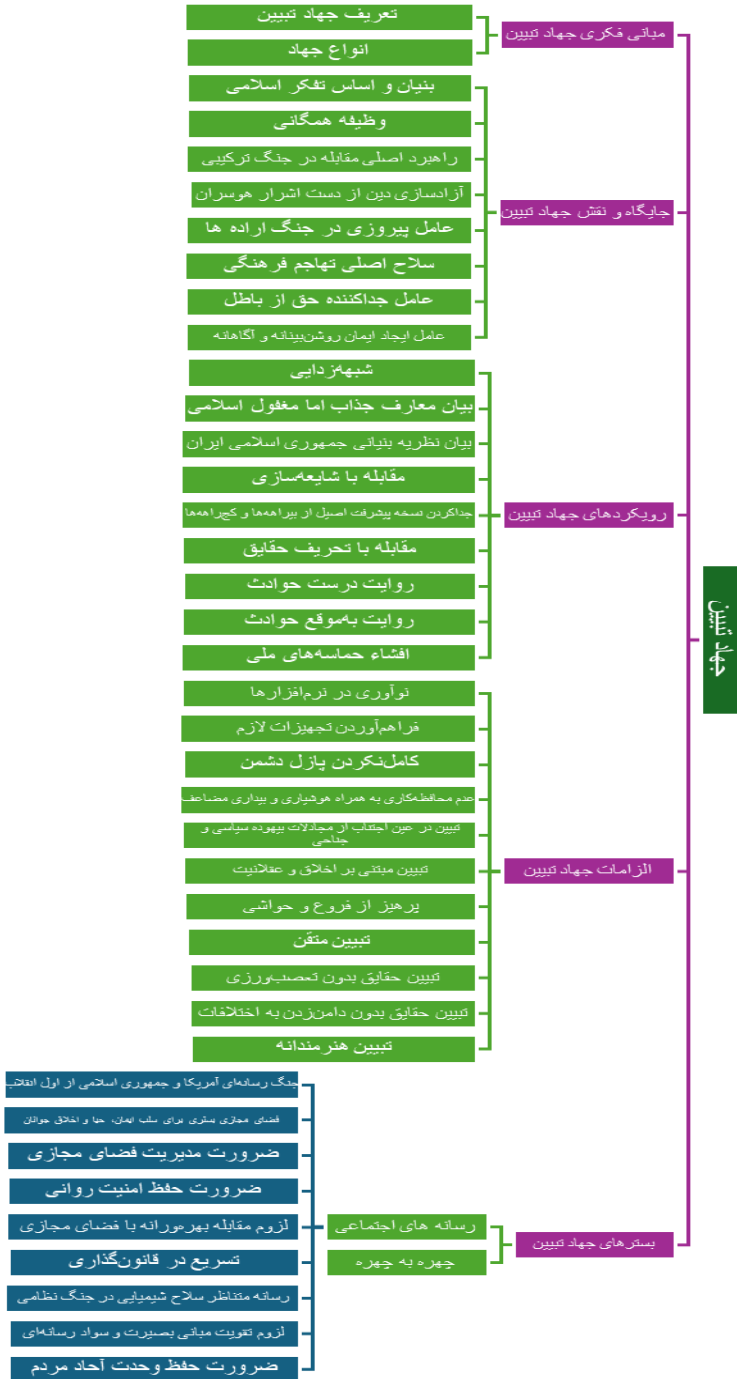 جهاد تبیین
مبانی فکری جهاد تبیین
تعریف جهاد تبیین
انواع جهاد
جایگاه و نقش جهاد تبیین
بنیان و اساس تفکر اسلامی
وظیفه همگانی
راهبرد اصلی مقابله در جنگ ترکیبی
آزادسازی دین از دست اشرار هوسران
عامل پیروزی در جنگ اراده ها
سلاح اصلی تهاجم فرهنگی
عامل جداکننده حق از باطل
عامل ایجاد ایمان روشن‌بینانه و آگاهانه
رویکردهای جهاد تبیین
شبهه‌زدایی
بیان معارف جذاب اما مغفول اسلامی
بیان نظریه بنیانی جمهوری اسلامی ایران
مقابله با شایعه‌سازی
جداکردن نسخه پیشرفت اصیل از بیراهه‌ها و کج‌راهه‌ها
مقابله با تحریف حقایق
روایت درست حوادث
روایت به‌موقع حوادث
افشاء حماسه‌های ملی
الزامات جهاد تبیین
نوآوری در نرم‌افزارها
فراهم‌آوردن تجهیزات لازم
کامل‌نکردن پازل دشمن
عدم محافظه‌کاری به همراه هوشیاری و بیداری مضاعف
تبیین در عین اجتناب از مجادلات بیهوده سیاسی و
جناحی
تبیین مبتنی بر اخلاق و عقلانیت
پرهیز از فروع و حواشی
تبیین متقن
تبیین حقایق بدون تعصب‌ورزی
تبیین حقایق بدون دامن‌زدن به اختلافات
تبیین هنرمندانه
بسترهای جهاد تبیین
رسانه های اجتماعی
جنگ رسانه‌ای آمریکا و جمهوری اسلامی از اول انقلاب
فضای مجازی بستری برای سلب ایمان، حیا و اخلاق جوانان
ضرورت مدیریت فضای مجازی
ضرورت حفظ امنیت روانی
لزوم مقابله بهره‌ورانه با فضای مجازی
تسریع در قانون‌گذاری
رسانه متناظر سلاح شیمیایی در جنگ نظامی
لزوم تقویت مبانی بصیرت و سواد رسانه‌ای
ضرورت حفظ وحدت آحاد مردم
چهره به چهره